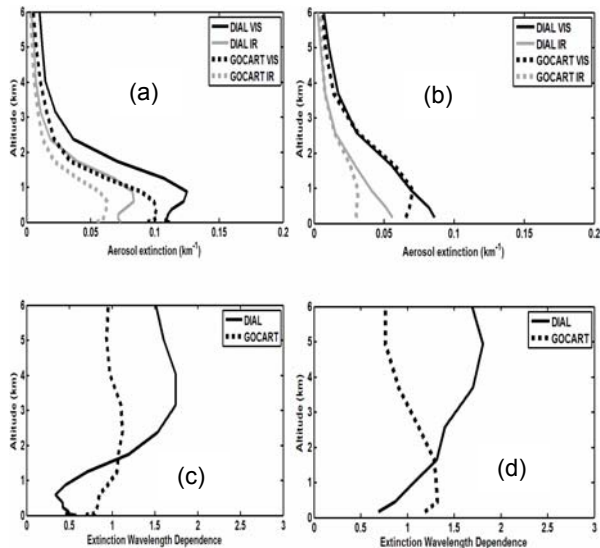 6
5
4
3
2
1
0
Altitude (km)
DIAL VIS
DIAL IR
GOCART VIS
GOCART IR
(a)
0 0.05 0.1 0.15 0.2
Aerosol extinction (km⁻¹)
6
5
4
3
2
1
0
Altitude (km)
DIAL VIS
DIAL IR
GOCART VIS
GOCART IR
(b)
0 0.05 0.1 0.15 0.2
Aerosol extinction (km⁻¹)
6
5
4
3
2
1
0
Altitude (km)
DIAL
GOCART
(c)
0 0.5 1 1.5 2 2.5 3
Extinction Wavelength Dependence
6
5
4
3
2
1
0
Altitude (km)
DIAL
GOCART
(d)
0 0.5 1 1.5 2 2.5 3
Extinction Wavelength Dependence